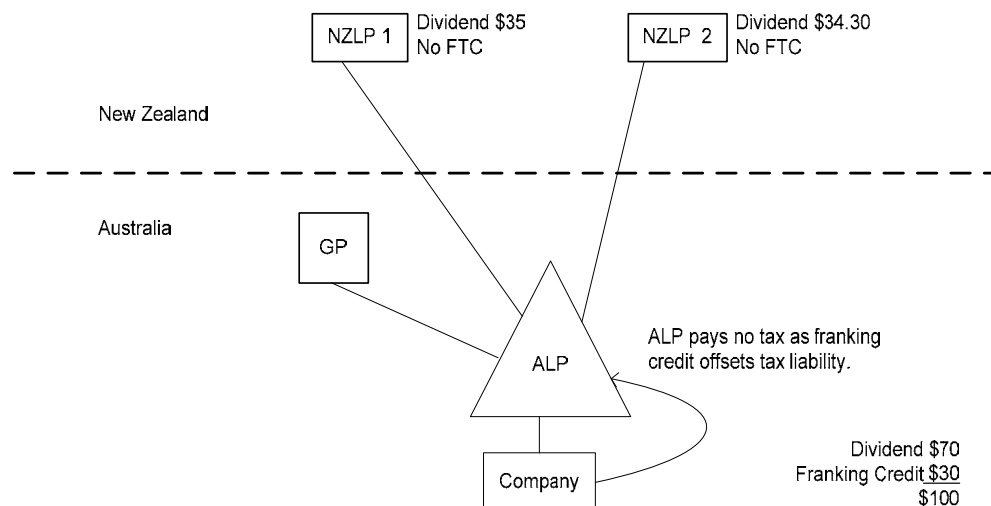 NZLP 1
Dividend $35
No FTC
NZLP 2
Dividend $34.30
No FTC
New Zealand
Australia
GP
ALP
ALP pays no tax as franking
credit offsets tax liability.
Company
Dividend $70
Franking Credit $30
$100